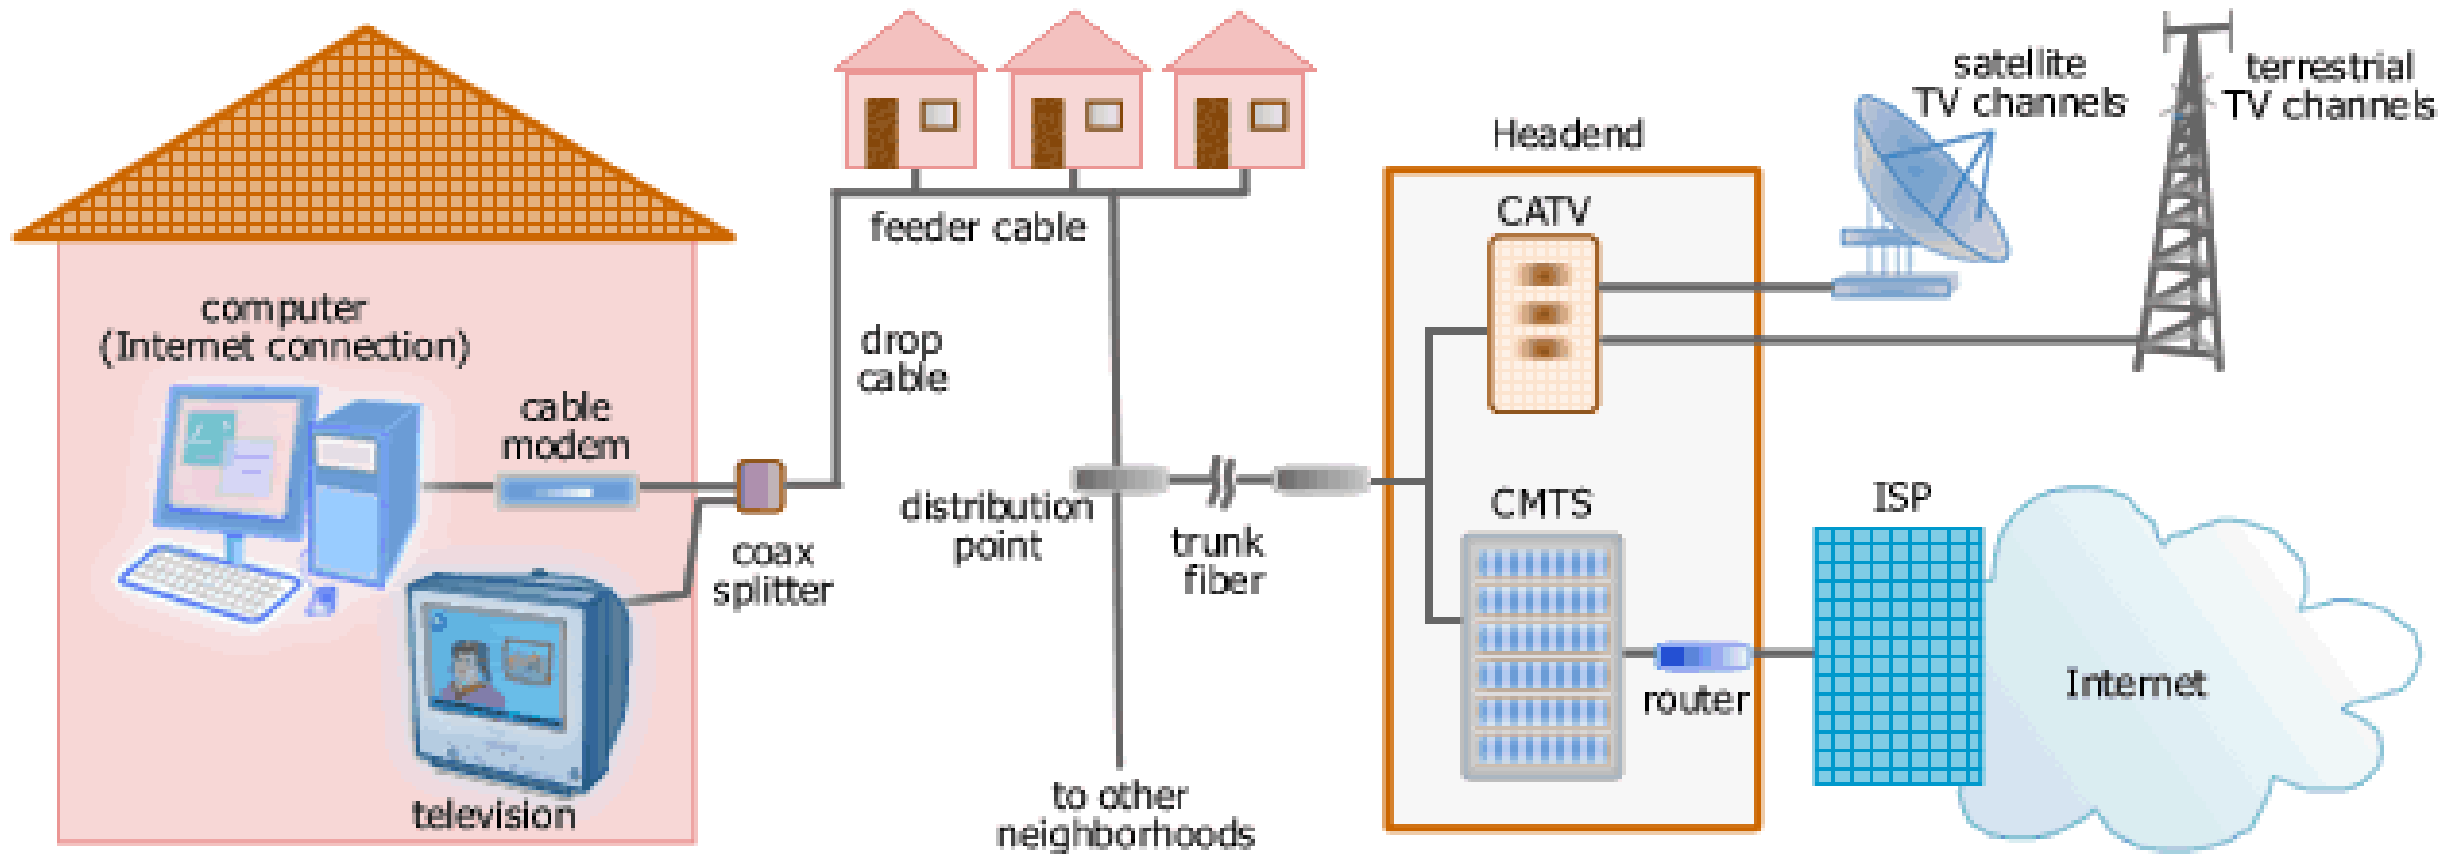 computer
(Internet connection)
cable
modem
television
coax
splitter
drop
cable
feeder cable
distribution
point
to other
neighborhoods
trunk
fiber
Headend
CATV
CMTS
router
satellite
TV channels
terrestrial
TV channels
ISP
Internet